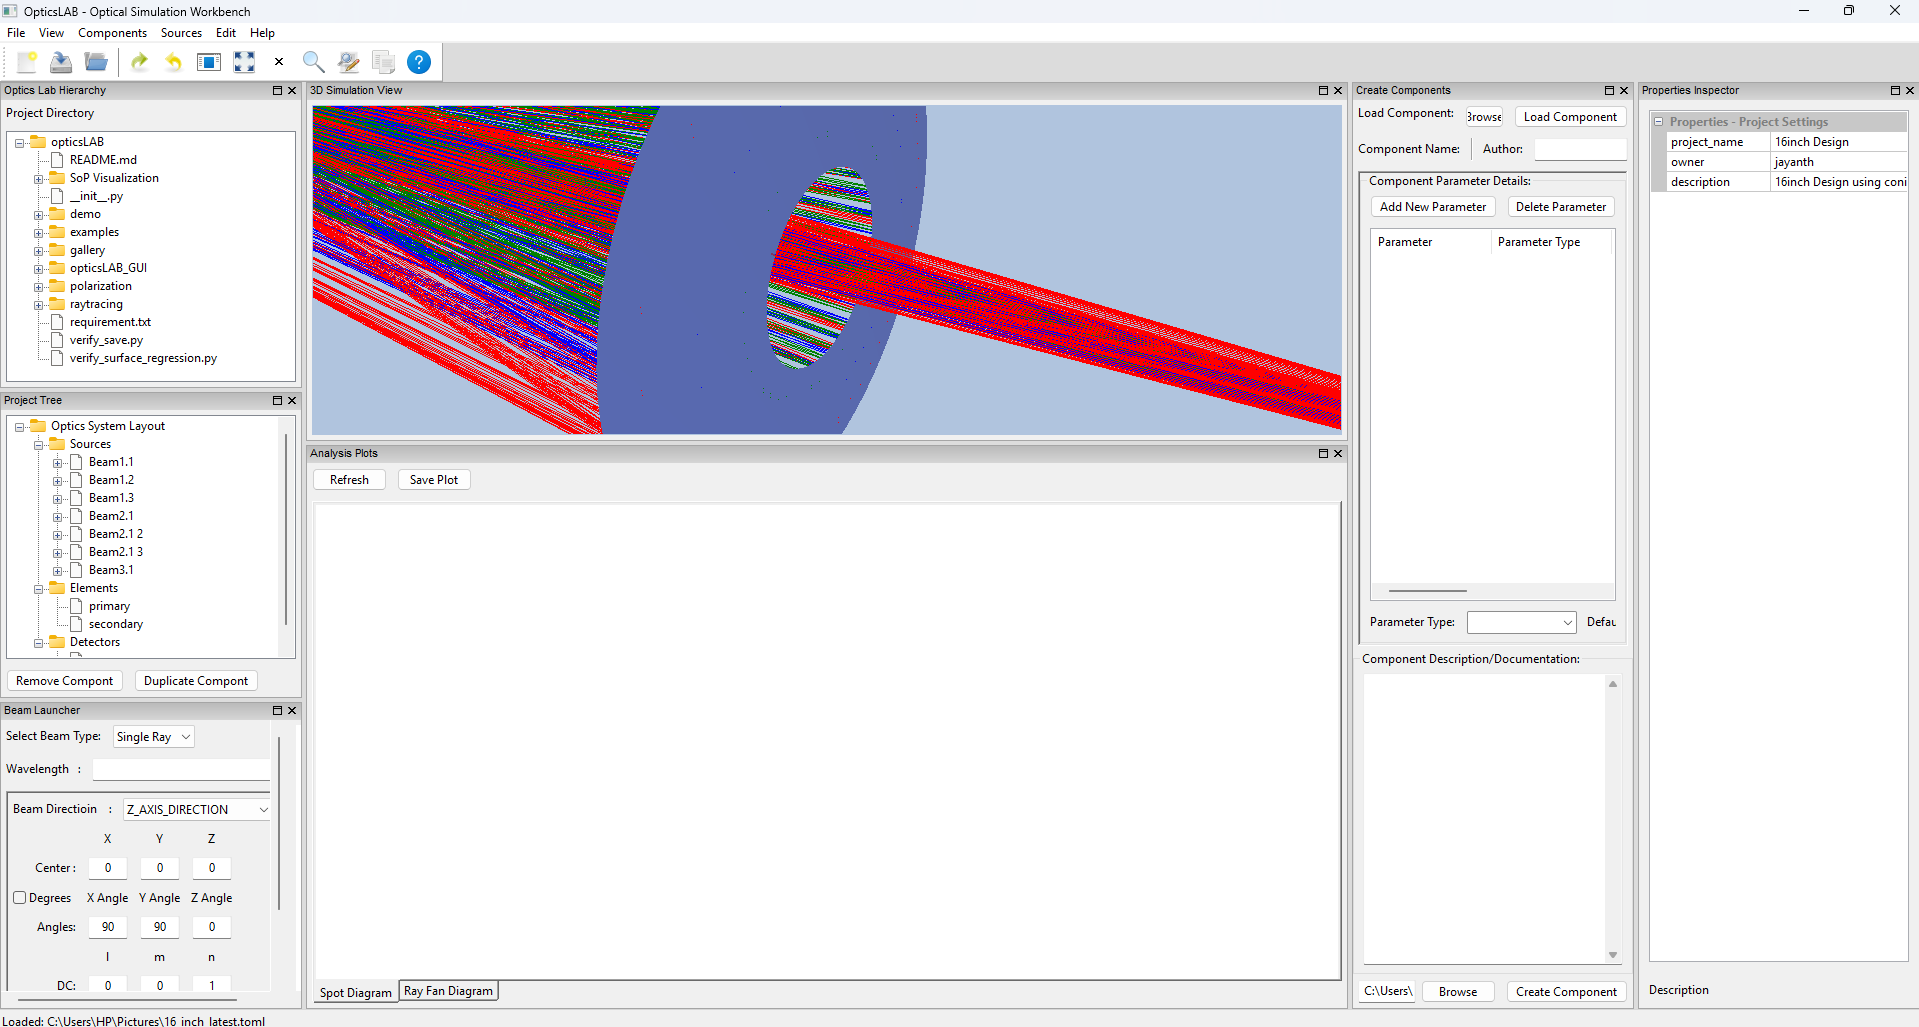 OpticsLAB - Optical Simulation Workbench
File View Components Sources Edit Help
Optics Lab Hierarchy
Project Directory
opticsLAB
README.md
SoP Visualization
__init__.py
demo
examples
gallery
opticsLAB_GUI
polarization
raytracing
requirement.txt
verify_save.py
verify_surface_regression.py
Project Tree
Optics System Layout
Sources
Beam1.1
Beam1.2
Beam1.3
Beam2.1
Beam2.1 2
Beam2.1 3
Beam3.1
Elements
primary
secondary
Detectors
Remove Compont Duplicate Compont
Beam Launcher
Select Beam Type: Single Ray
Wavelength :
Beam Directioin : Z_AXIS_DIRECTION
X Y Z
Center : 0 0 0
Degrees X Angle Y Angle Z Angle
Angles: 90 90 0
l m n
DC: 0 0 1
3D Simulation View
Analysis Plots
Refresh Save Plot
Spot Diagram Ray Fan Diagram
Create Components
Load Component: Browse Load Component
Component Name: Author:
Component Parameter Details:
Add New Parameter Delete Parameter
Parameter Parameter Type
Parameter Type: Defau
Component Description/Documentation:
C:\Users\ Browse Create Component
Properties Inspector
Properties - Project Settings
project_name 16inch Design
owner jayanth
description 16inch Design using coni
Description
Loaded: C:\Users\HP\Pictures\16_inch_latest.toml